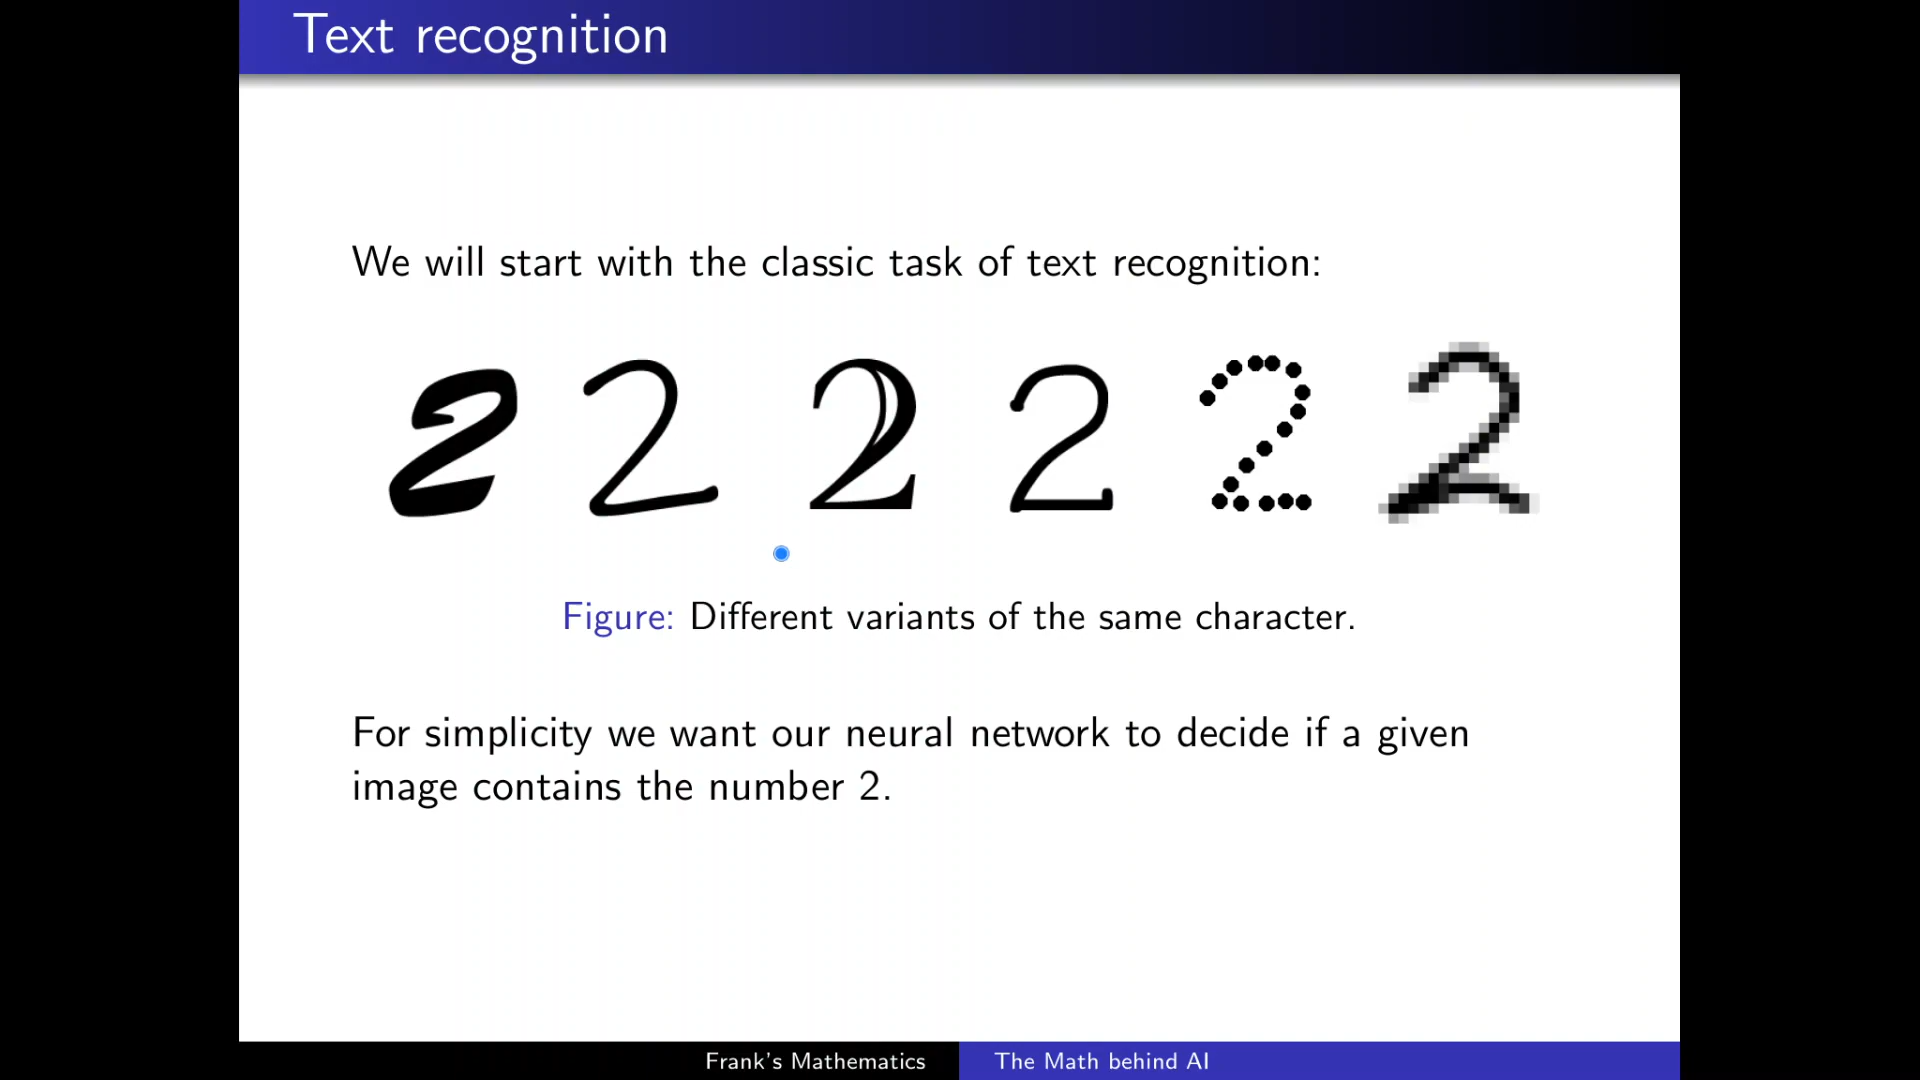 Text recognition
We will start with the classic task of text recognition:
2 2 2 2 2 2
Figure: Different variants of the same character.
For simplicity we want our neural network to decide if a given
image contains the number 2.
Frank's Mathematics The Math behind AI